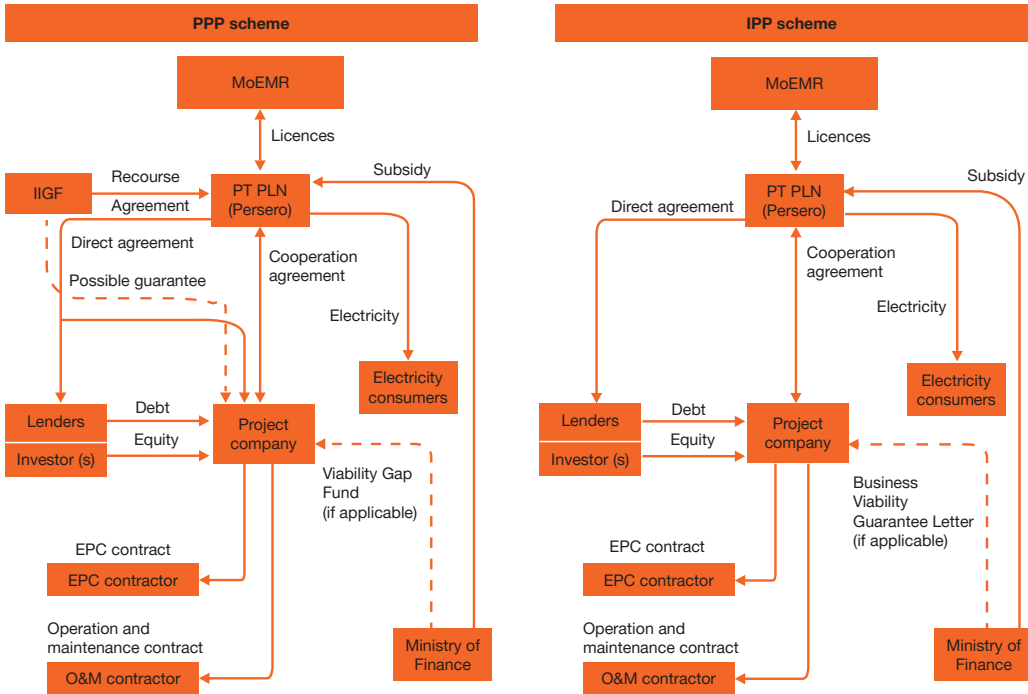 PPP scheme
MoEMR
Licences
IIGF
Recourse
Agreement
PT PLN
(Persero)
Subsidy
Direct agreement
Possible guarantee
Cooperation
agreement
Electricity
Electricity
consumers
Lenders
Investor (s)
Debt
Equity
Project
company
Viability Gap
Fund
(if applicable)
EPC contract
EPC contractor
Operation and
maintenance contract
O&M contractor
Ministry of
Finance
IPP scheme
MoEMR
Licences
PT PLN
(Persero)
Subsidy
Direct agreement
Cooperation
agreement
Electricity
Electricity
consumers
Lenders
Investor (s)
Debt
Equity
Project
company
Business
Viability
Guarantee Letter
(if applicable)
EPC contract
EPC contractor
Operation and
maintenance contract
O&M contractor
Ministry of
Finance